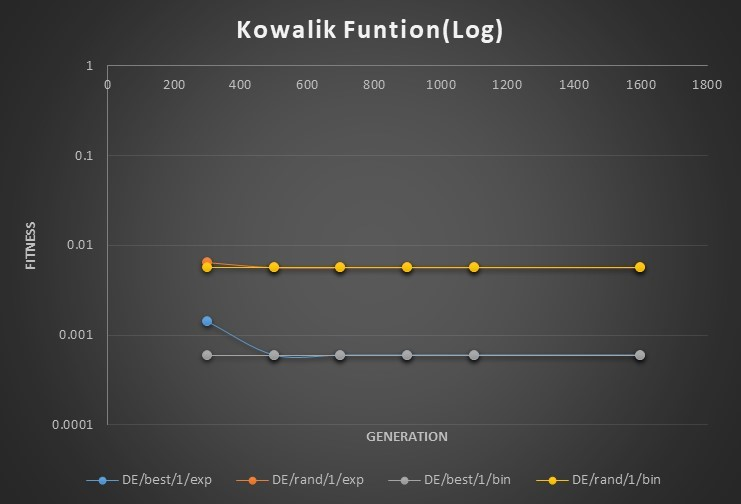 Kowalik Funtion(Log)
1
0 200 400 600 800 1000 1200 1400 1600 1800
0.1
0.01
0.001
0.0001
FITNESS
GENERATION
DE/best/1/exp DE/rand/1/exp DE/best/1/bin DE/rand/1/bin